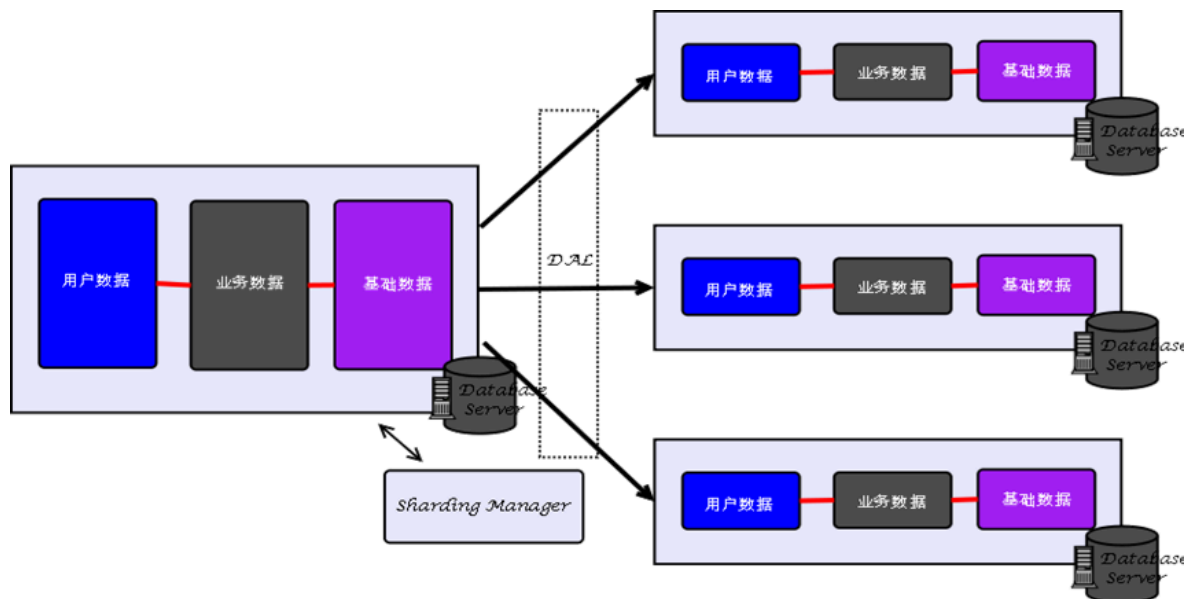 用户数据
业务数据
基础数据
Database
Server
Sharding Manager
DAL
用户数据
业务数据
基础数据
Database
Server
用户数据
业务数据
基础数据
Database
Server
用户数据
业务数据
基础数据
Database
Server